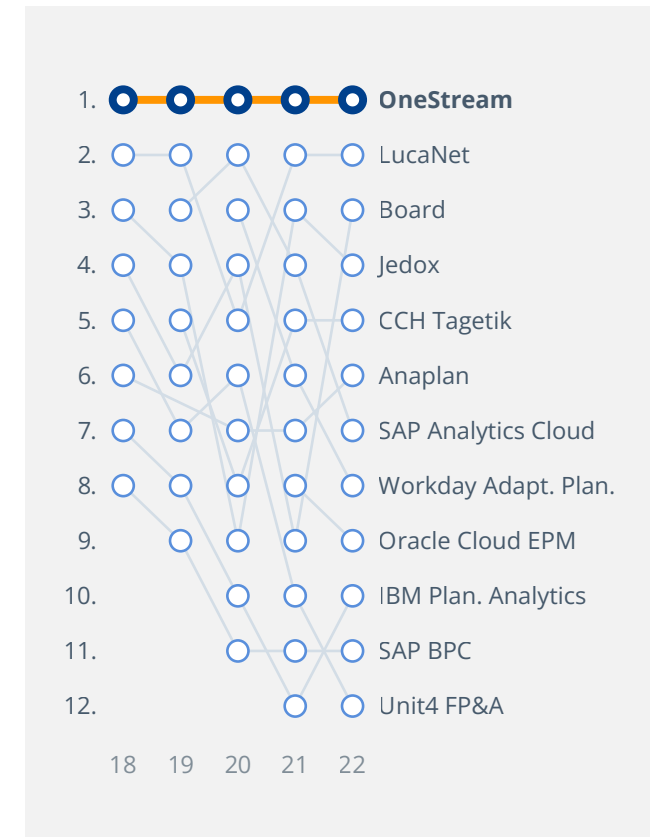 1. OneStream
2. LucaNet
3. Board
4. Jedox
5. CCH Tagetik
6. Anaplan
7. SAP Analytics Cloud
8. Workday Adapt. Plan.
9. Oracle Cloud EPM
10. IBM Plan. Analytics
11. SAP BPC
12. Unit4 FP&A
18 19 20 21 22